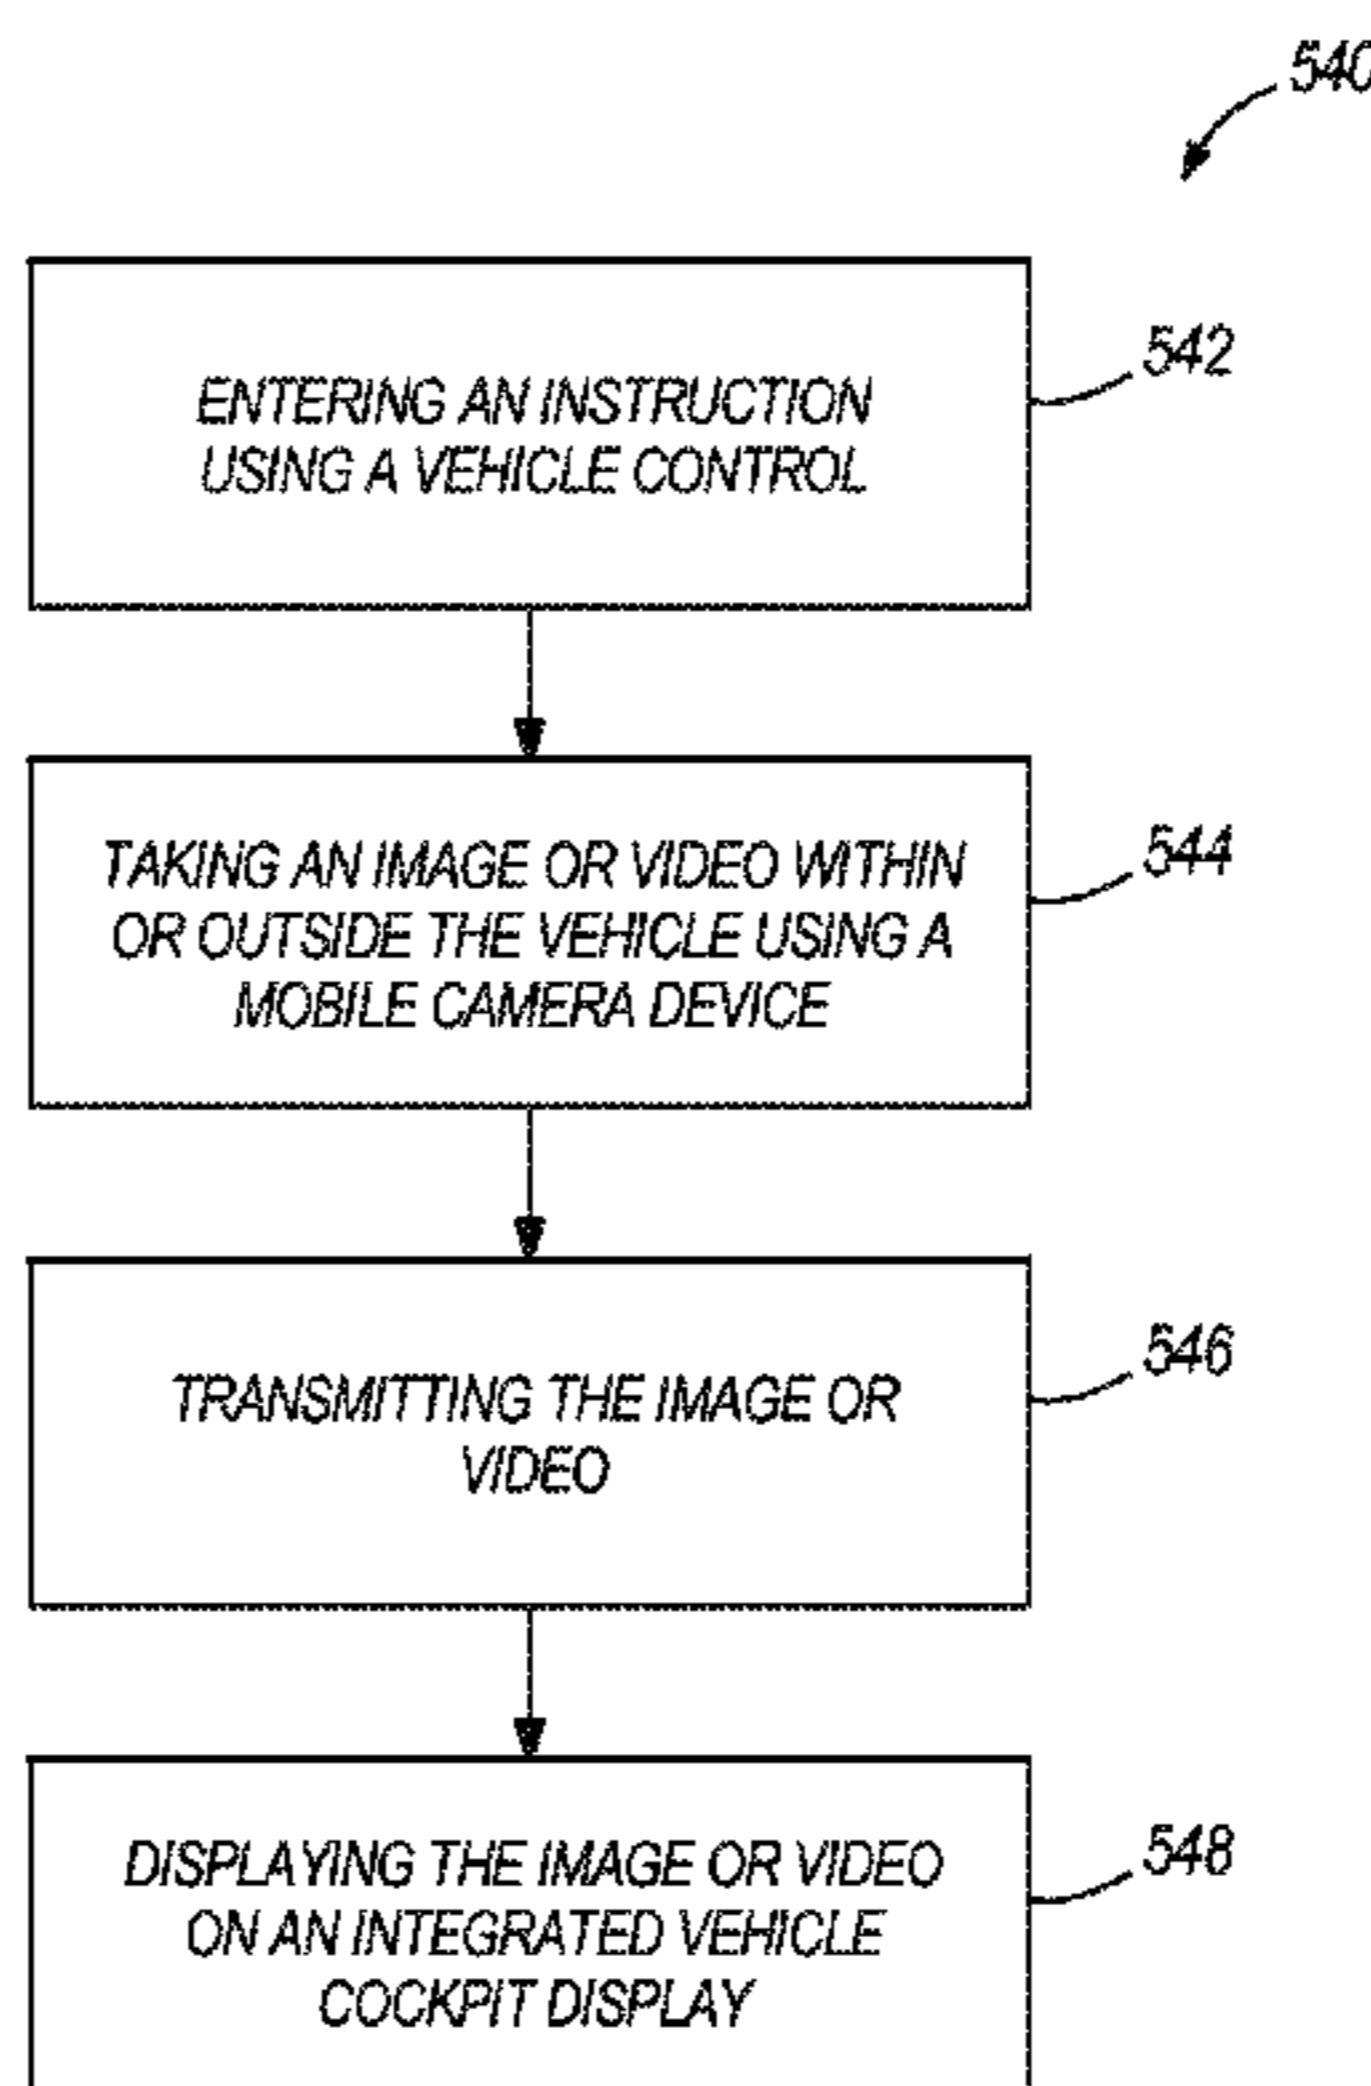 540
542
ENTERING AN INSTRUCTION
USING A VEHICLE CONTROL
544
TAKING AN IMAGE OR VIDEO WITHIN
OR OUTSIDE THE VEHICLE USING A
MOBILE CAMERA DEVICE
546
TRANSMITTING THE IMAGE OR
VIDEO
548
DISPLAYING THE IMAGE OR VIDEO
ON AN INTEGRATED VEHICLE
COCKPIT DISPLAY